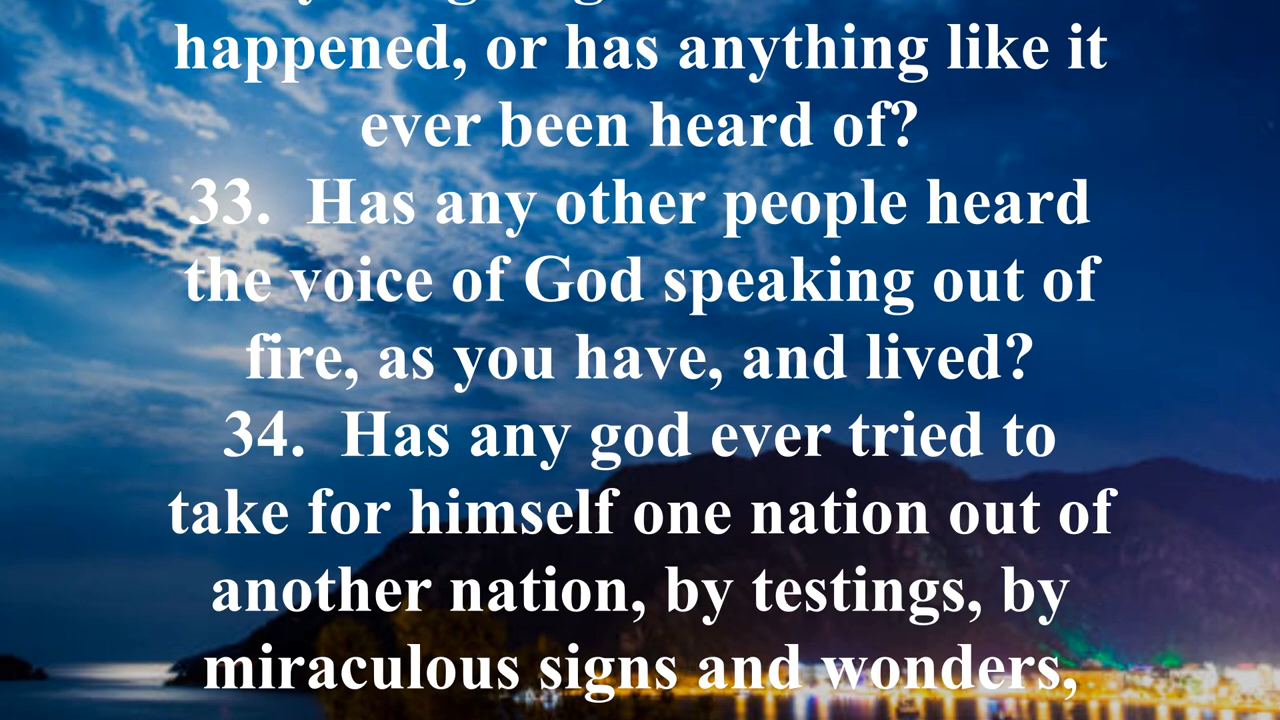 happened, or has anything like it
ever been heard of?
33. Has any other people heard
the voice of God speaking out of
fire, as you have, and lived?
34. Has any god ever tried to
take for himself one nation out of
another nation, by testings, by
miraculous signs and wonders,